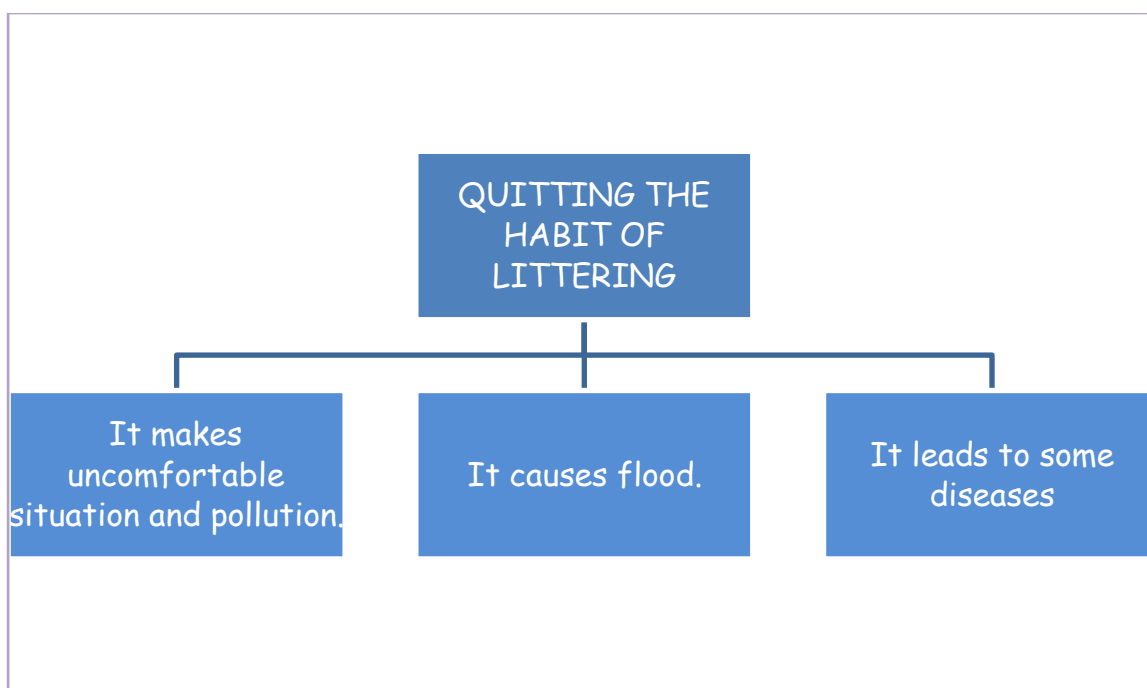 QUITTING THE
HABIT OF
LITTERING
It makes
uncomfortable
situation and pollution.
It causes flood.
It leads to some
diseases